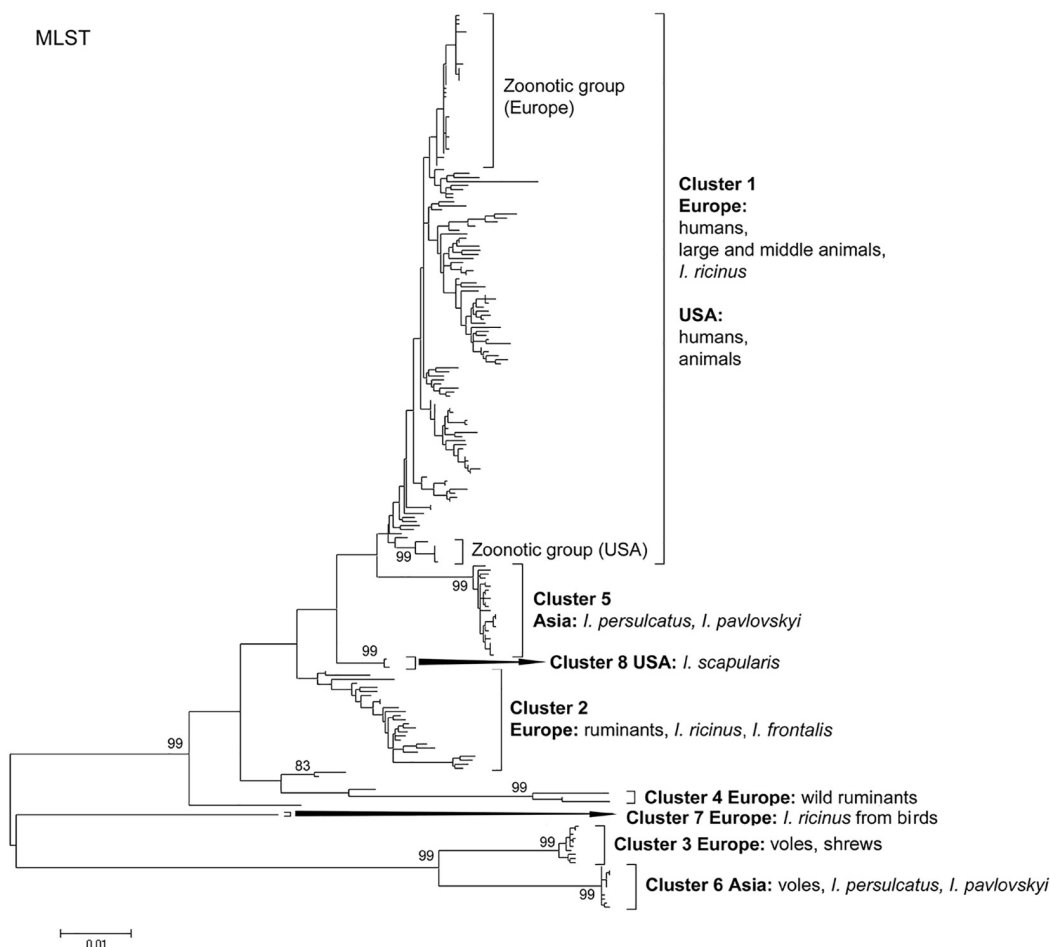 MLST
Zoonotic group
(Europe)
Cluster 1
Europe:
humans,
large and middle animals,
I. ricinus
USA:
humans,
animals
99
Zoonotic group (USA)
99
Cluster 5
Asia: I. persulcatus, I. pavlovskyi
99
Cluster 8 USA: I. scapularis
Cluster 2
Europe: ruminants, I. ricinus, I. frontalis
99
83
99
Cluster 4 Europe: wild ruminants
Cluster 7 Europe: I. ricinus from birds
99
Cluster 3 Europe: voles, shrews
99
99
Cluster 6 Asia: voles, I. persulcatus, I. pavlovskyi
0.01